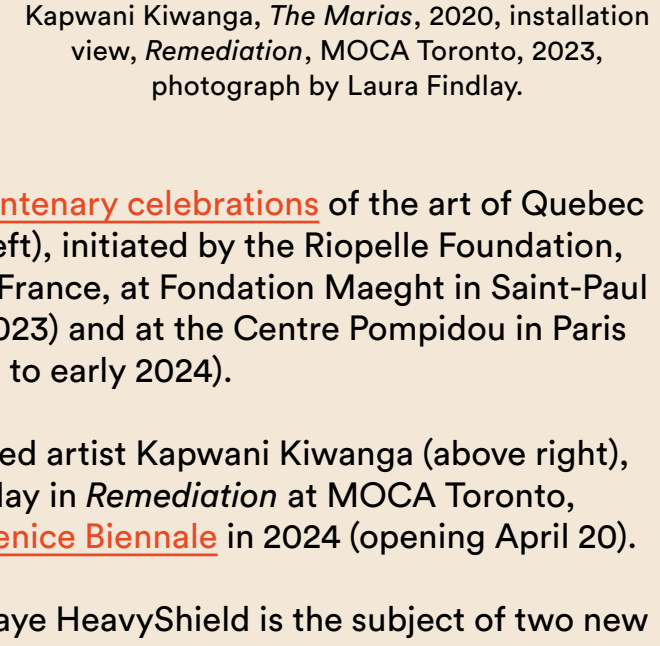 Kapwani Kiwanga, The Marias, 2020, installation
view, Remediation, MOCA Toronto, 2023,
photograph by Laura Findlay.
ntenary celebrations of the art of Quebec
eft), initiated by the Riopelle Foundation,
France, at Fondation Maeght in Saint-Paul
023) and at the Centre Pompidou in Paris
to early 2024).
ed artist Kapwani Kiwanga (above right),
lay in Remediation at MOCA Toronto,
enice Biennale in 2024 (opening April 20).
aye HeavyShield is the subject of two new